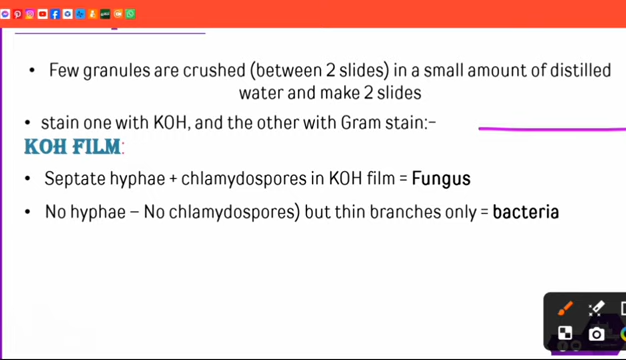 • Few granules are crushed (between 2 slides) in a small amount of distilled
water and make 2 slides
• stain one with KOH, and the other with Gram stain:-
KOH FILM:
• Septate hyphae + chlamydospores in KOH film = Fungus
• No hyphae – No chlamydospores) but thin branches only = bacteria